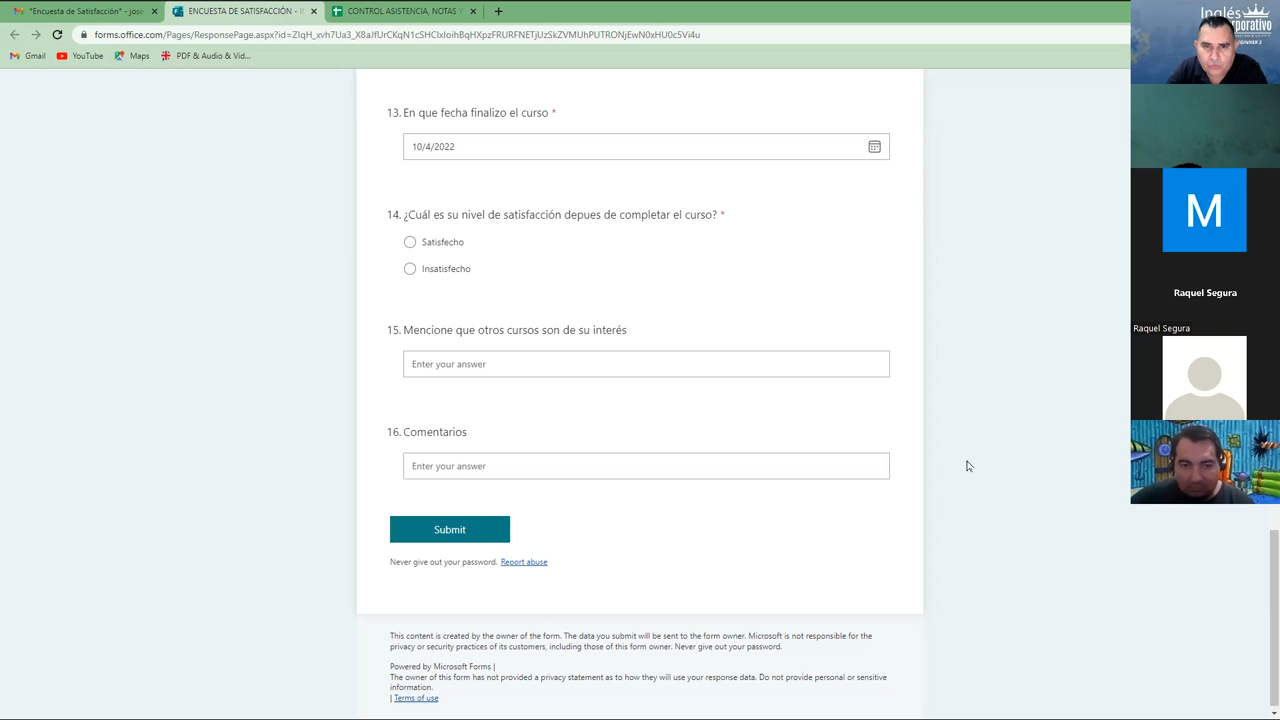 "Encuesta de Satisfacción" - jose
ENCUESTA DE SATISFACCIÓN - R
CONTROL ASISTENCIA, NOTAS Y
forms.office.com/Pages/ResponsePage.aspx?id=ZIqH_xvh7Ua3_X8aJfUrCKqN1cSHCIxIoihBqHXpzFRURFNETjUzSkZVMUhPUTRONjEwN0xHU0c5Vi4u
Gmail
YouTube
Maps
PDF & Audio & Vid...
Inglés
BEGINNER 2
13. En que fecha finalizo el curso *
10/4/2022
14. ¿Cuál es su nivel de satisfacción depues de completar el curso? *
Satisfecho
Insatisfecho
15. Mencione que otros cursos son de su interés
Enter your answer
16. Comentarios
Enter your answer
Submit
Never give out your password. Report abuse
This content is created by the owner of the form. The data you submit will be sent to the form owner. Microsoft is not responsible for the
privacy or security practices of its customers, including those of this form owner. Never give out your password.
Powered by Microsoft Forms |
The owner of this form has not provided a privacy statement as to how they will use your response data. Do not provide personal or sensitive
information.
| Terms of use
M
Raquel Segura
Raquel Segura